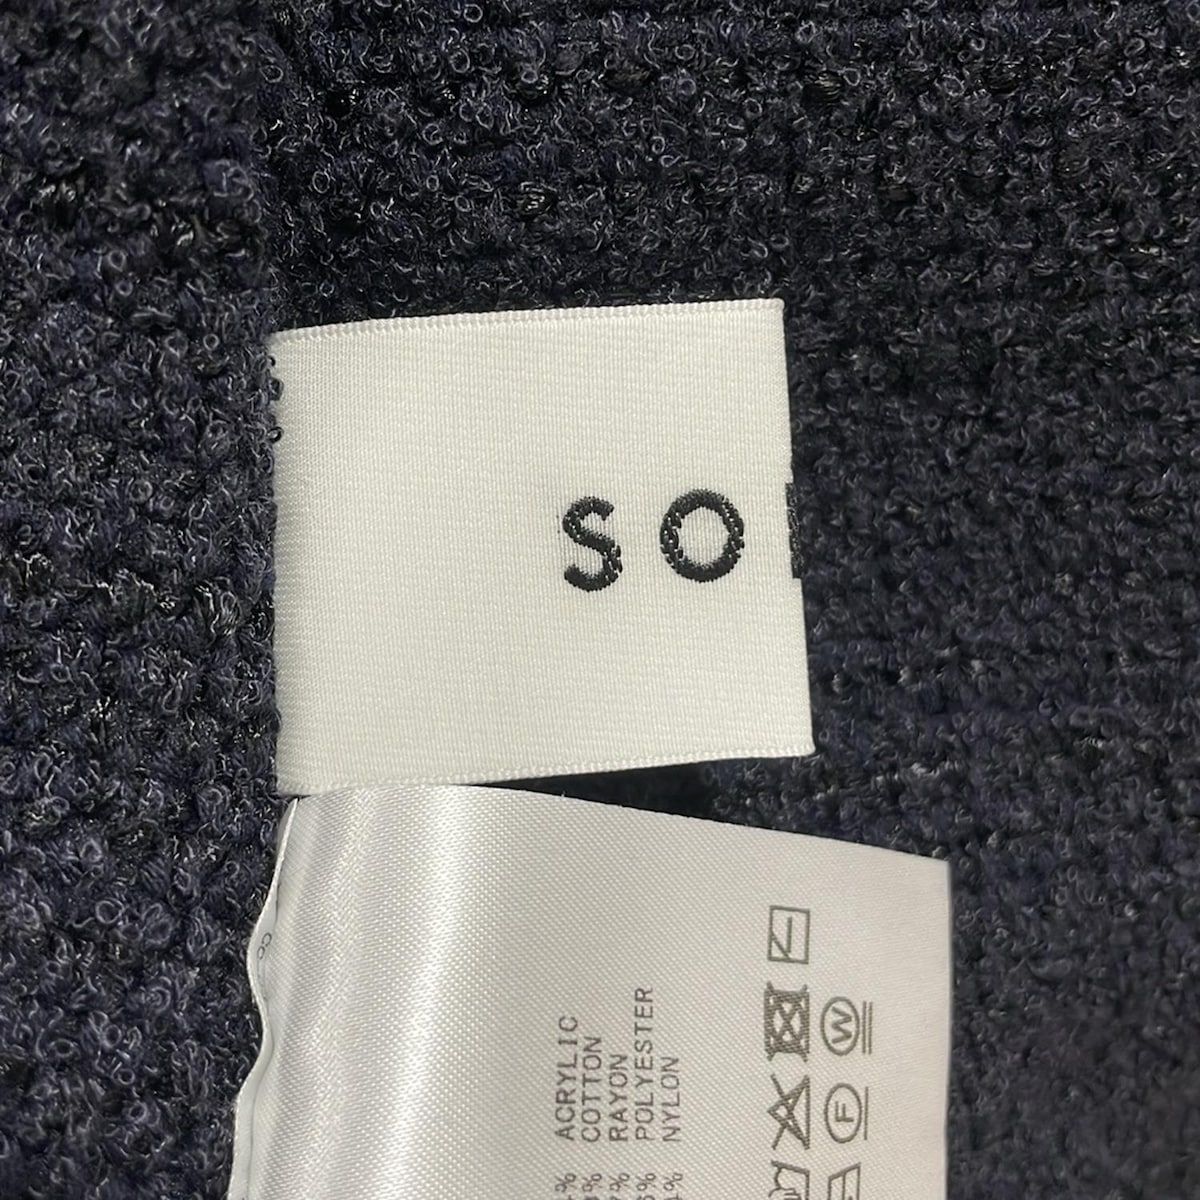 SO
ACRYLIC
COTTON
RAYON
POLYESTER
NYLON
W
F